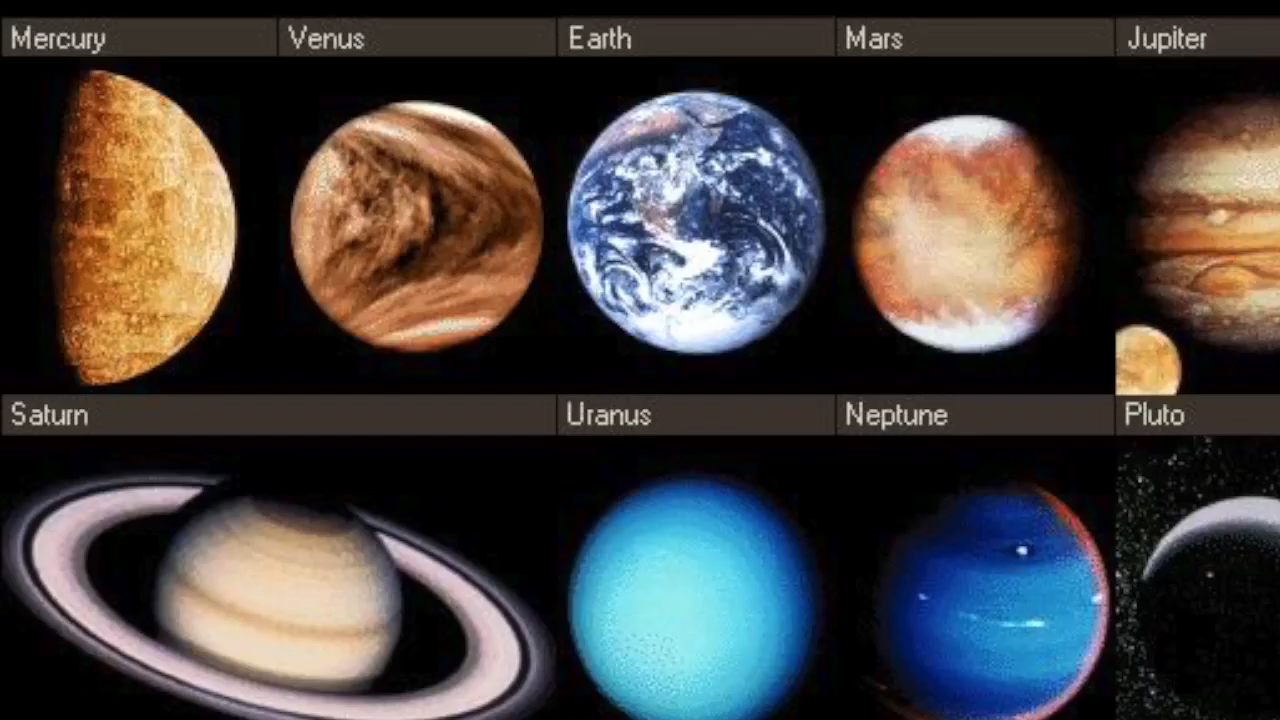 Mercury
Venus
Earth
Mars
Jupiter
Saturn
Uranus
Neptune
Pluto